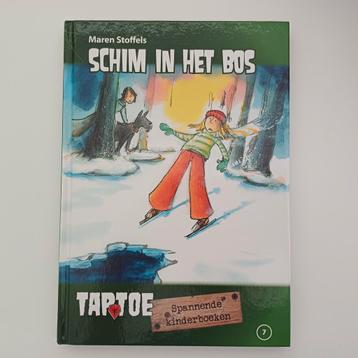 Maren Stoffels
SCHIM IN HET BOS
TAPTOE
Spannende
kinderboeken
7